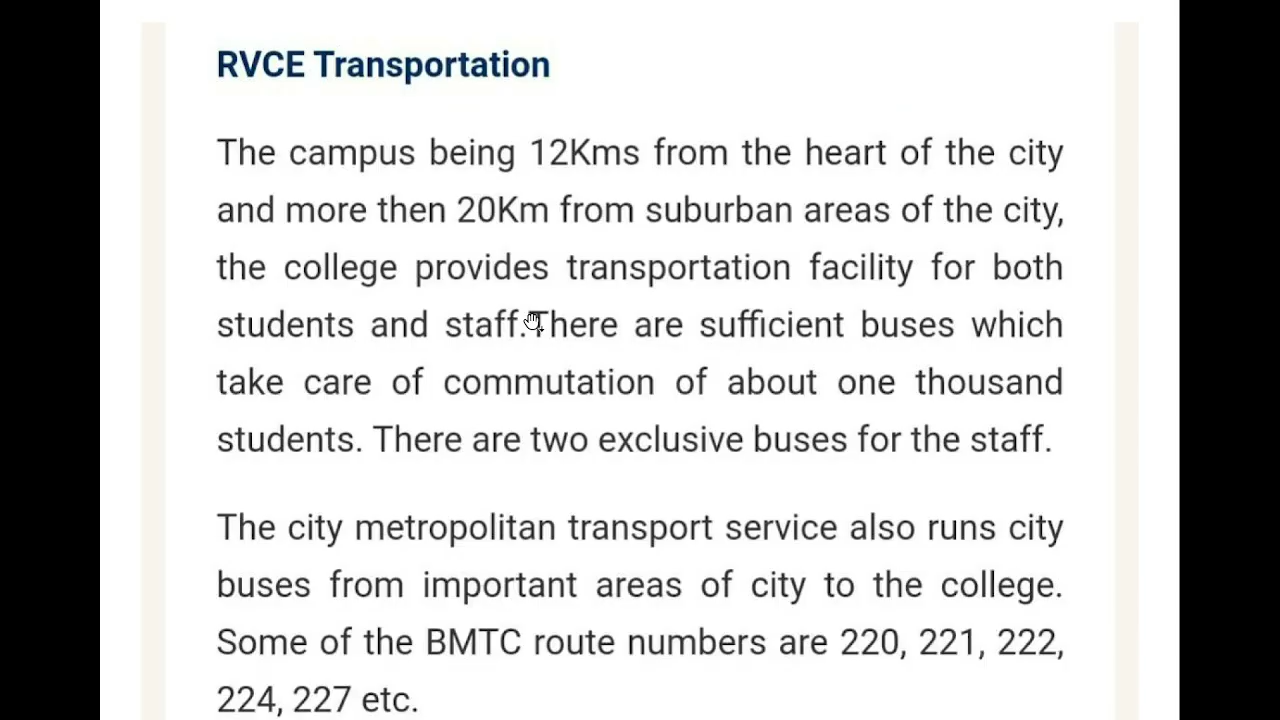 RVCE Transportation
The campus being 12Kms from the heart of the city
and more then 20Km from suburban areas of the city,
the college provides transportation facility for both
students and staff.There are sufficient buses which
take care of commutation of about one thousand
students. There are two exclusive buses for the staff.
The city metropolitan transport service also runs city
buses from important areas of city to the college.
Some of the BMTC route numbers are 220, 221, 222,
224, 227 etc.